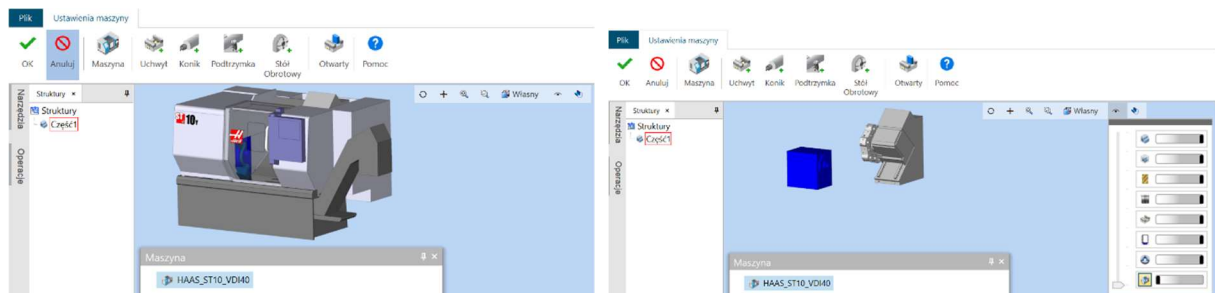 Plik Ustawienia maszyny
OK Anuluj Maszyna Uchwyt Konik Podtrzymka Stół Obrotowy Otwarty Pomoc
Narzędzia
Operacje
Struktury ×
Struktury
Część1
Własny
10T
HAAS
Maszyna
HAAS_ST10_VDI40
Plik Ustawienia maszyny
OK Anuluj Maszyna Uchwyt Konik Podtrzymka Stół Obrotowy Otwarty Pomoc
Narzędzia
Operacje
Struktury ×
Struktury
Część1
Własny
Maszyna
HAAS_ST10_VDI40